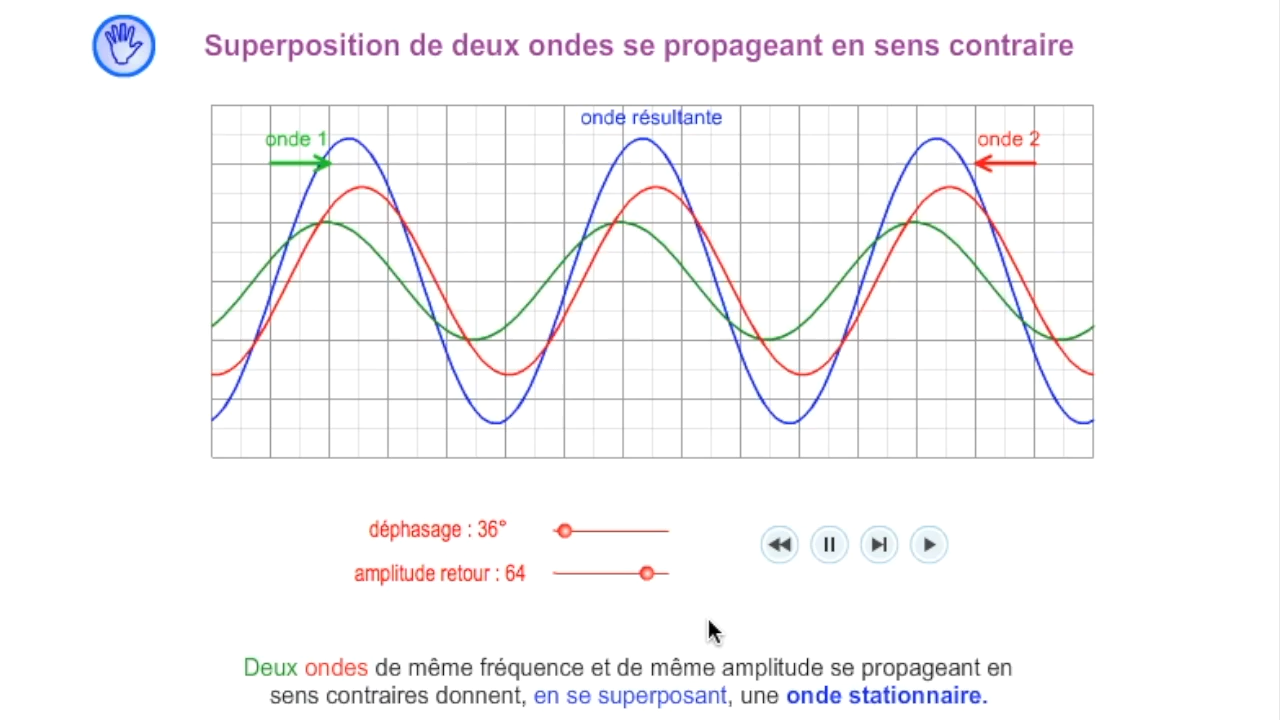 Superposition de deux ondes se propageant en sens contraire
onde résultante
onde 1
onde 2
déphasage : 36°
amplitude retour : 64
Deux ondes de même fréquence et de même amplitude se propageant en
sens contraires donnent, en se superposant, une onde stationnaire.